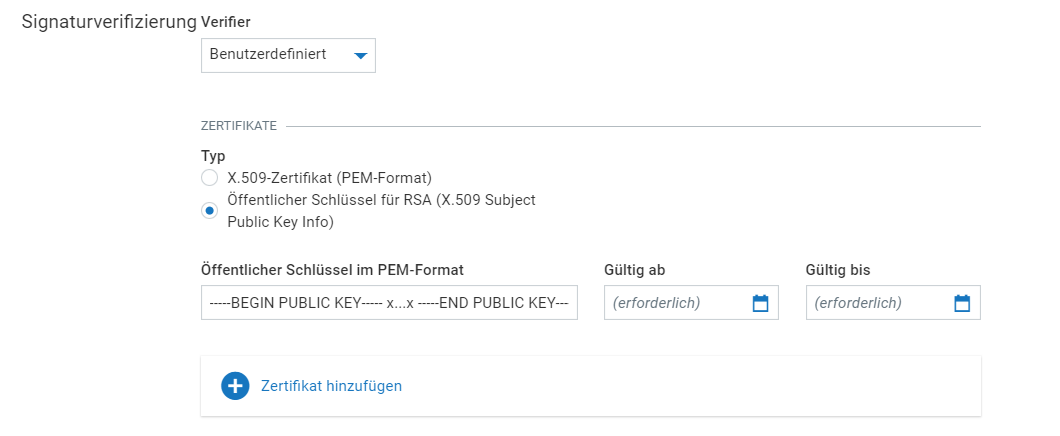 Signaturverifizierung Verifier
Benutzerdefiniert
ZERTIFIKATE
Typ
X.509-Zertifikat (PEM-Format)
Öffentlicher Schlüssel für RSA (X.509 Subject
Public Key Info)
Öffentlicher Schlüssel im PEM-Format Gültig ab Gültig bis
-----BEGIN PUBLIC KEY----- x...x -----END PUBLIC KEY--- (erforderlich) (erforderlich)
Zertifikat hinzufügen